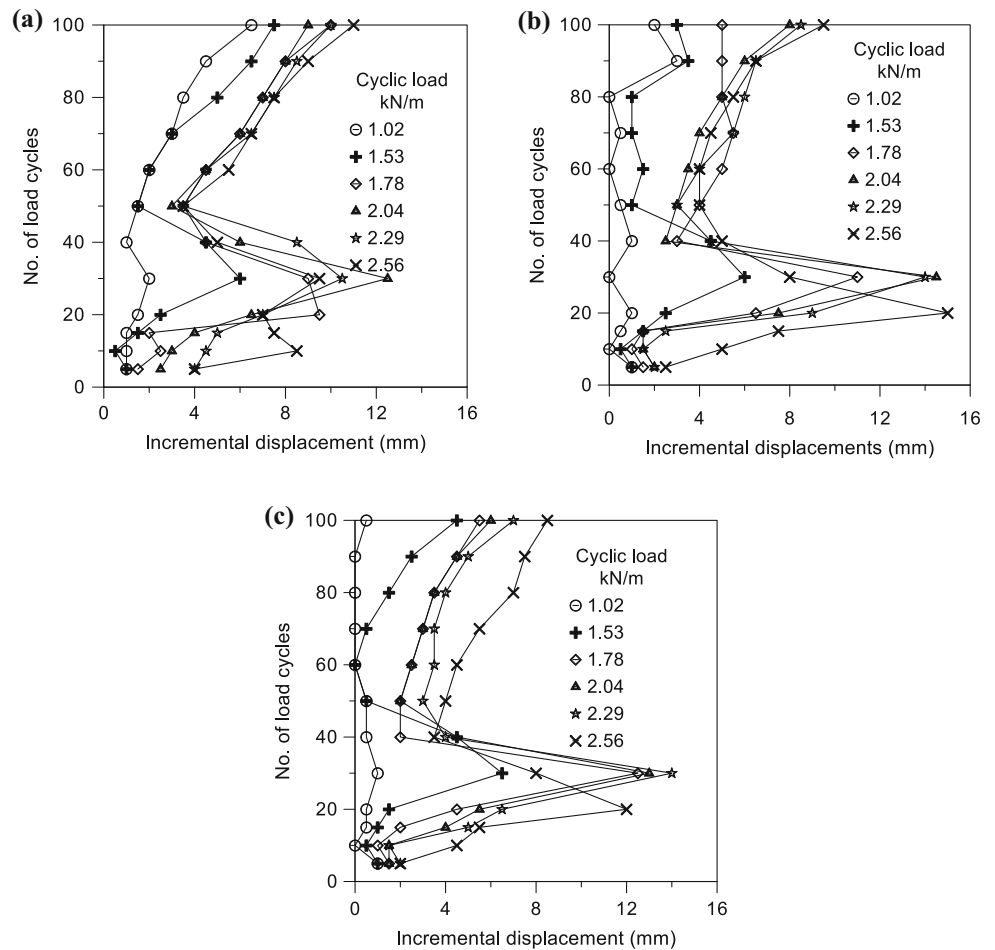 (a)
100
80
60
40
20
0
No. of load cycles
Cyclic load
kN/m
1.02
1.53
1.78
2.04
2.29
2.56
0 4 8 12 16
Incremental displacement (mm)
(b)
100
80
60
40
20
0
No. of load cycles
Cyclic load
kN/m
1.02
1.53
1.78
2.04
2.29
2.56
0 4 8 12 16
Incremental displacements (mm)
(c)
100
80
60
40
20
0
No. of load cycles
Cyclic load
kN/m
1.02
1.53
1.78
2.04
2.29
2.56
0 4 8 12 16
Incremental displacement (mm)